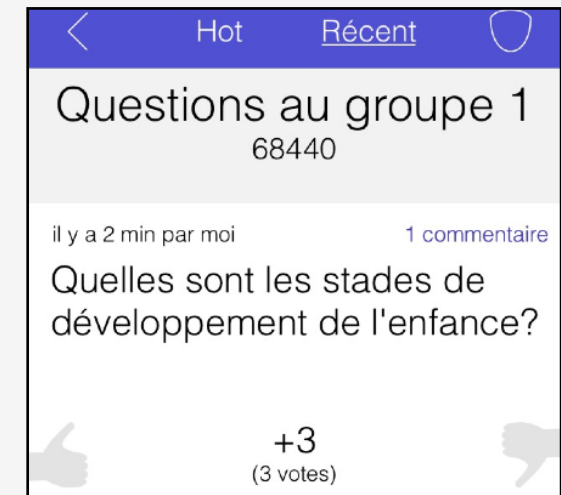 Hot Récent
Questions au groupe 1
68440
il y a 2 min par moi 1 commentaire
Quelles sont les stades de
développement de l'enfance?
+3
(3 votes)